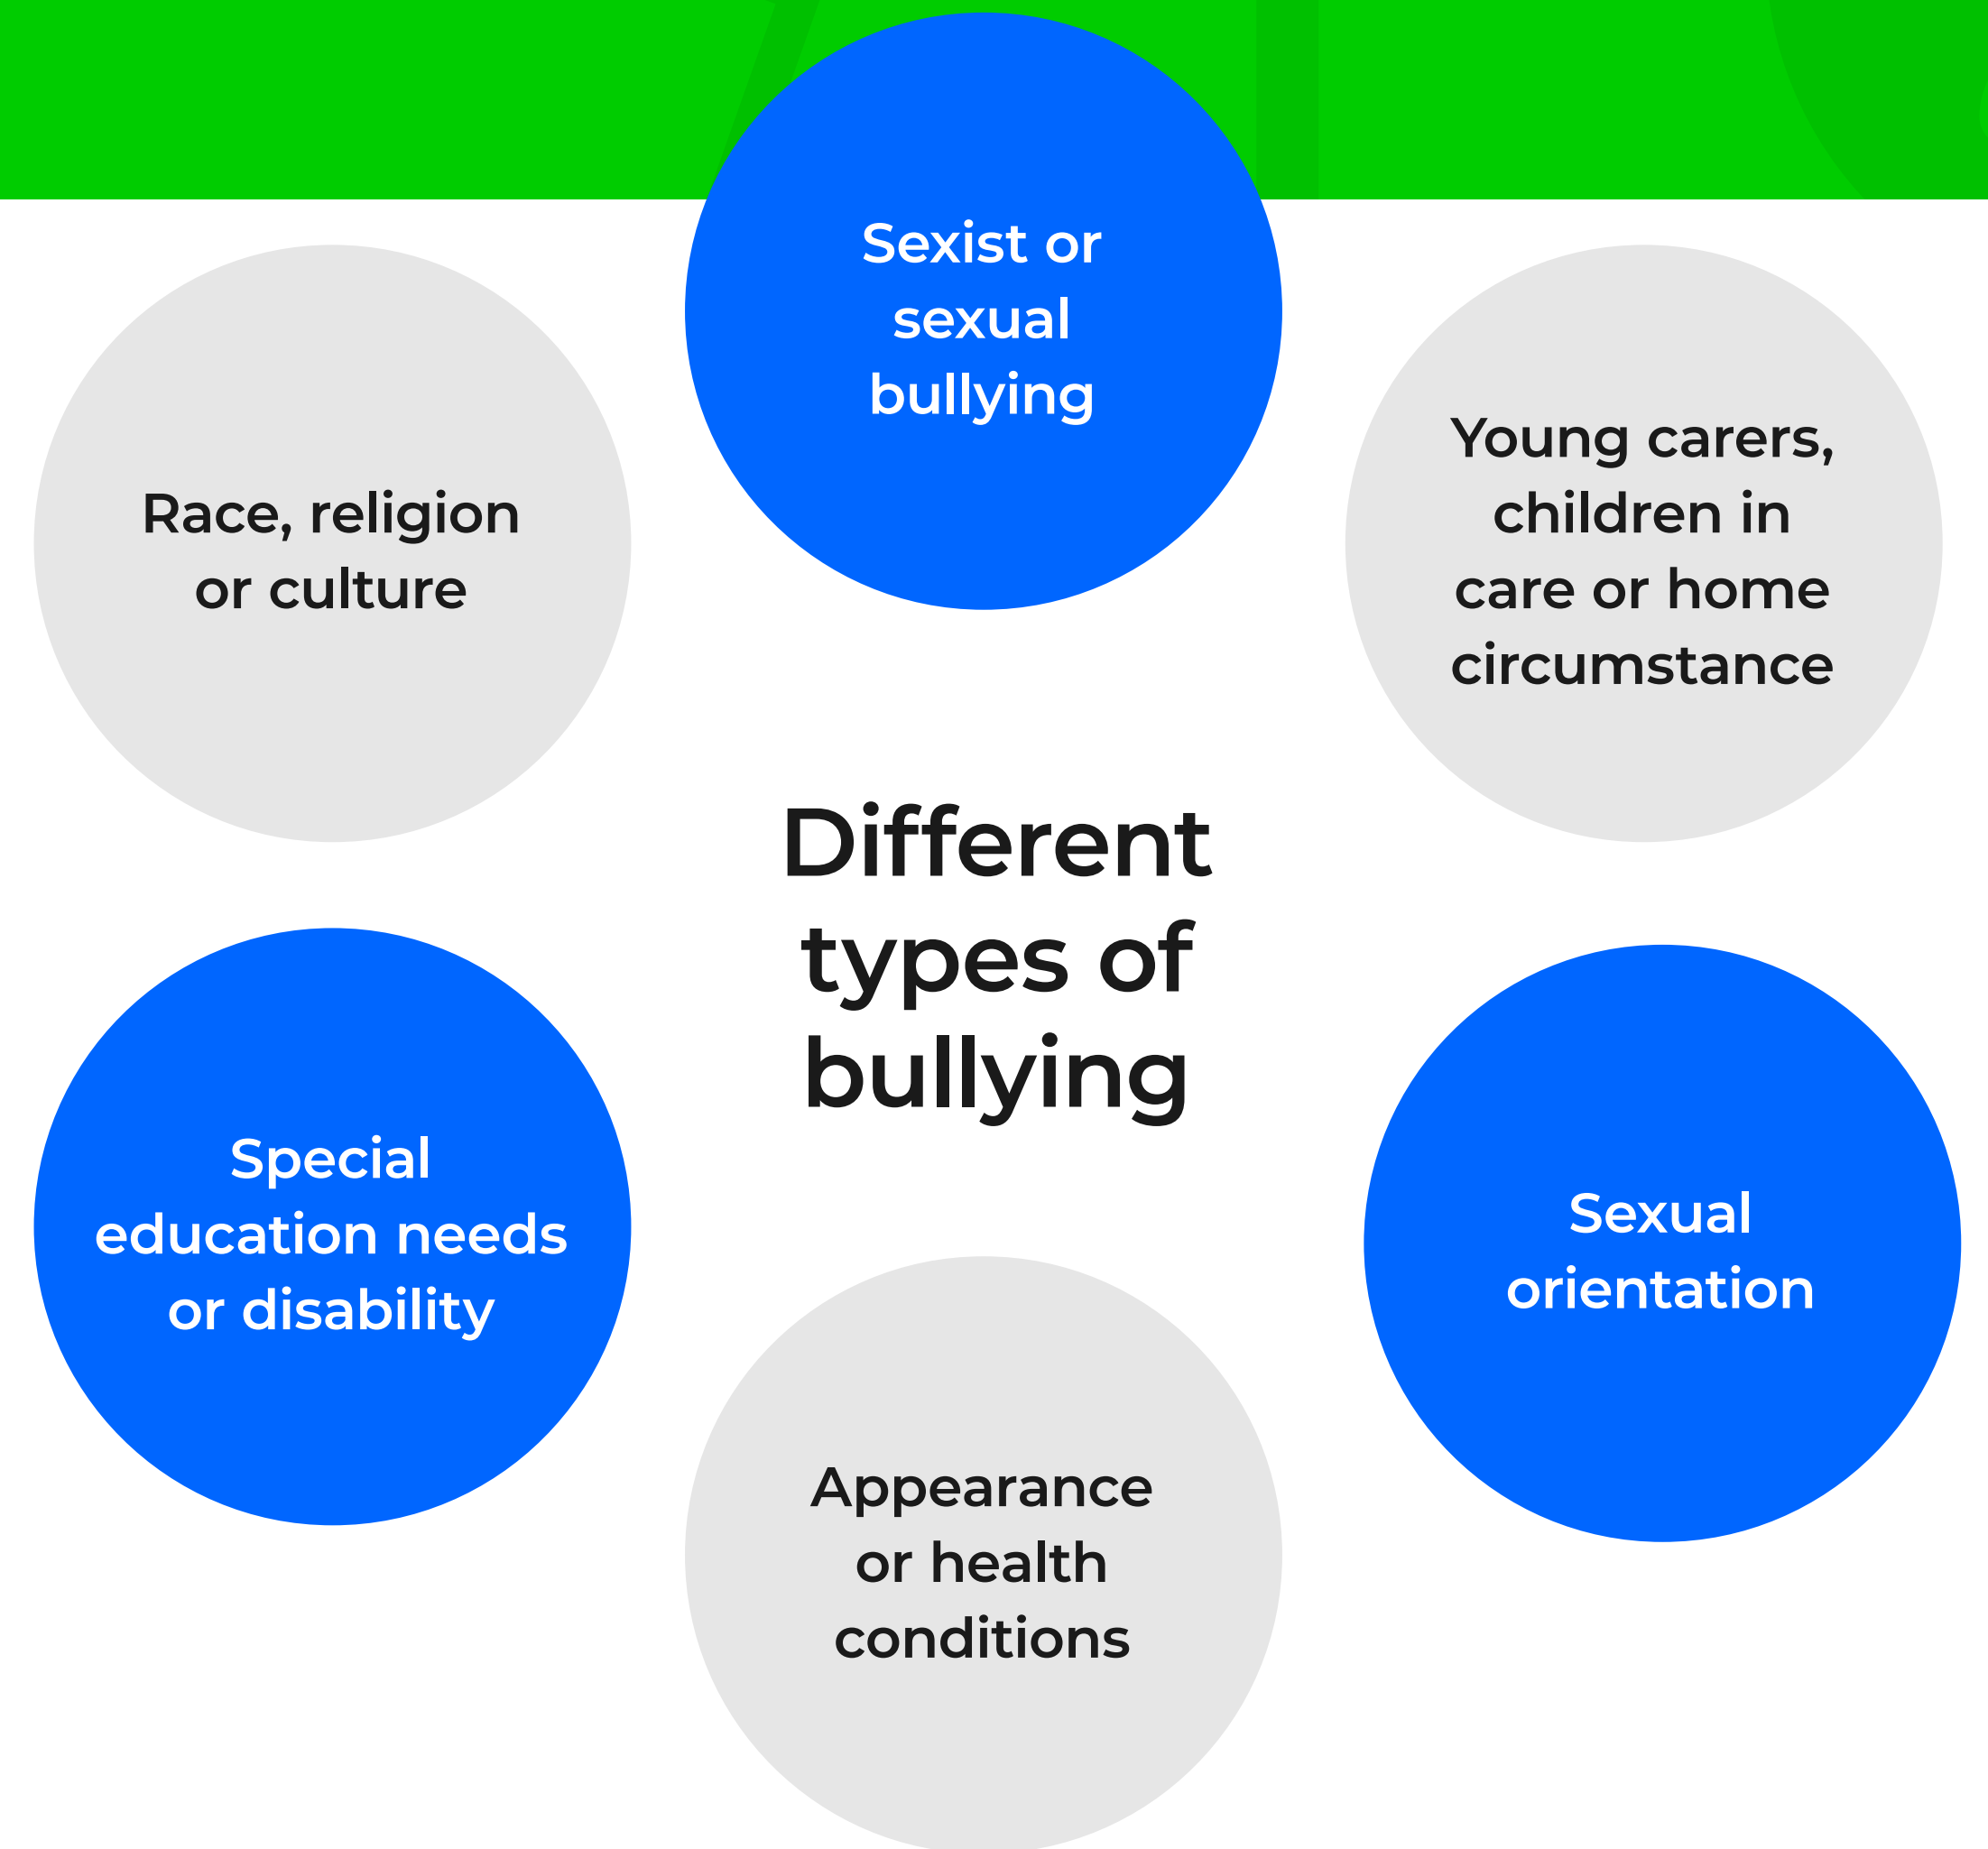 Sexist or
sexual
bullying
Race, religion
or culture
Young carers,
children in
care or home
circumstance
Different
types of
bullying
Special
education needs
or disability
Sexual
orientation
Appearance
or health
conditions